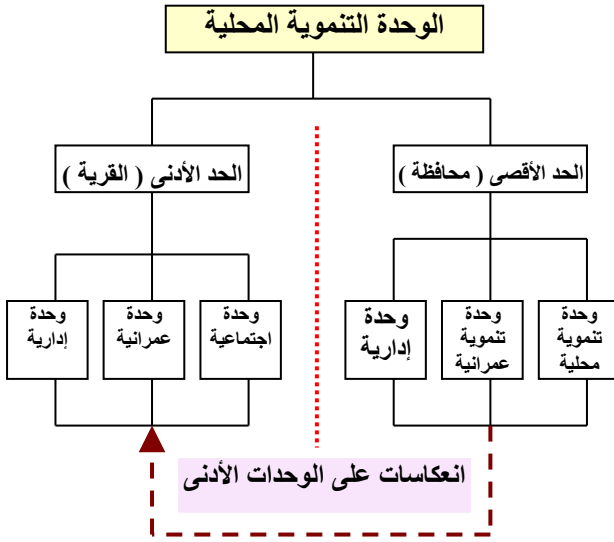 الوحدة التنموية المحلية
الحد الأقصى ( محافظة )
الحد الأدنى ( القرية )
وحدة
تنموية
محلية
وحدة
تنموية
عمرانية
وحدة
إدارية
وحدة
اجتماعية
وحدة
عمرانية
وحدة
إدارية
انعكاسات على الوحدات الأدنى